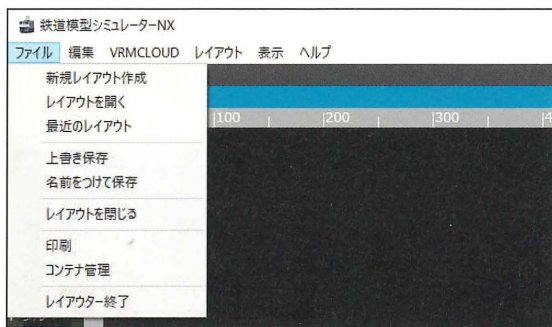 鉄道模型シミュレーターNX
ファイル 編集 VRMCLOUD レイアウト 表示 ヘルプ
新規レイアウト作成
レイアウトを開く
最近のレイアウト
100 200 300
上書き保存
名前をつけて保存
レイアウトを閉じる
印刷
コンテナ管理
レイアウター終了